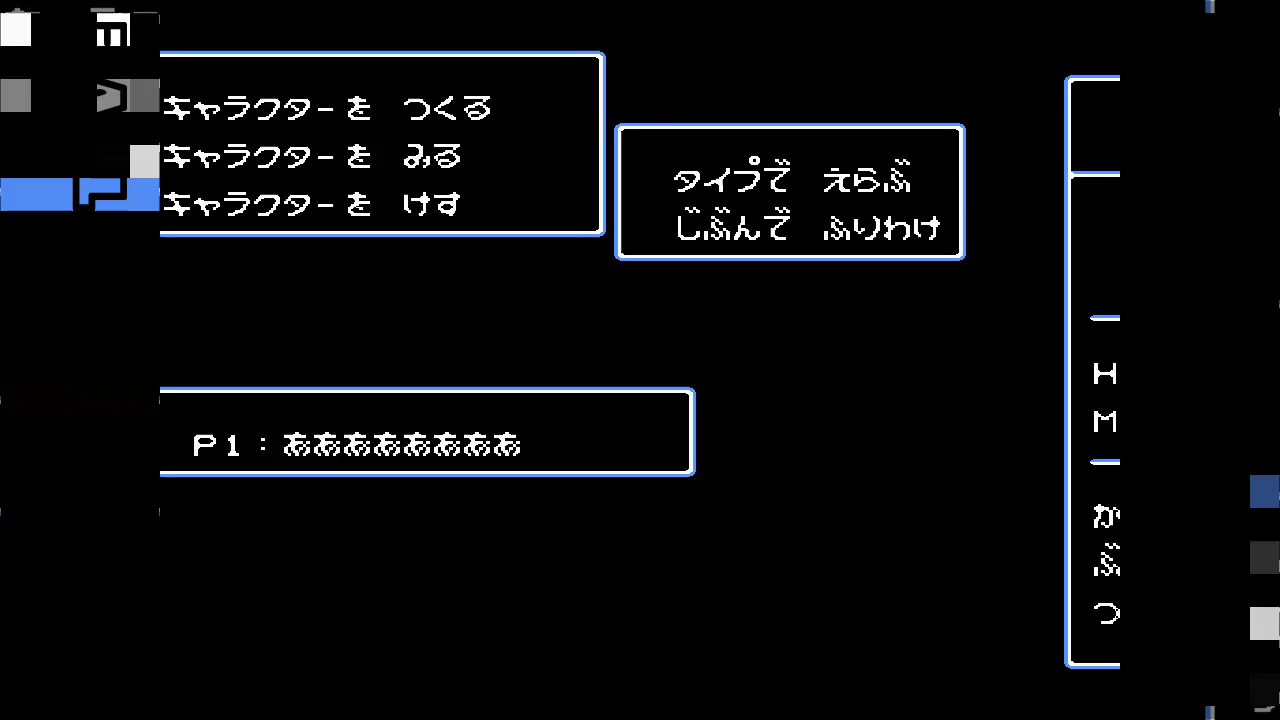 キャラクターを つくる
キャラクターを みる
キャラクターを けす
タイプで えらぶ
じぶんで ふりわけ
P1:ああああああああ
H
M
か
ぶ
つ